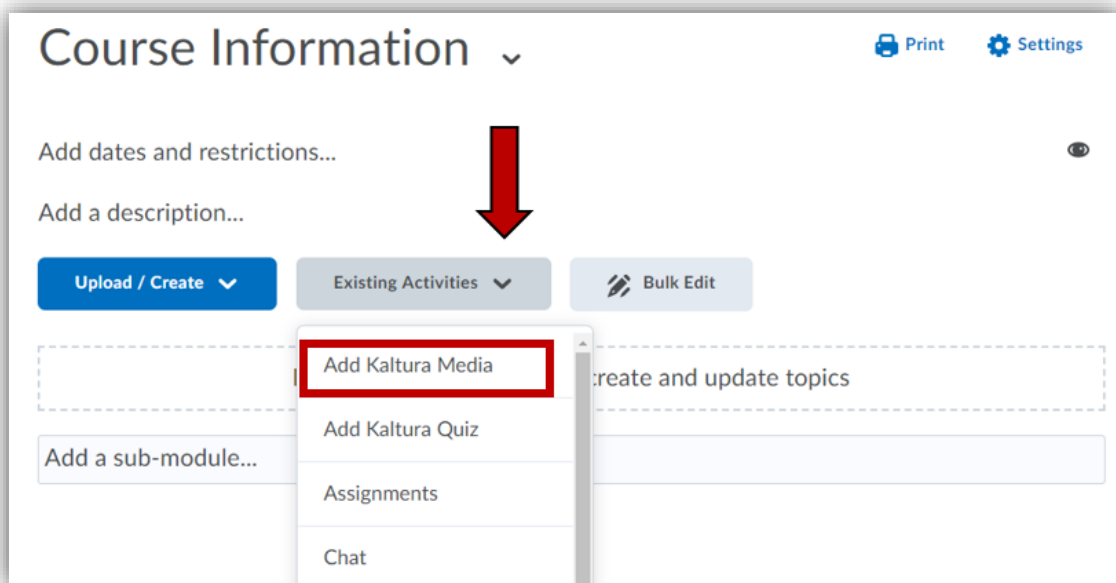 Course Information
Print
Settings
Add dates and restrictions...
Add a description...
Upload / Create
Existing Activities
Bulk Edit
Add Kaltura Media
create and update topics
Add Kaltura Quiz
Add a sub-module...
Assignments
Chat